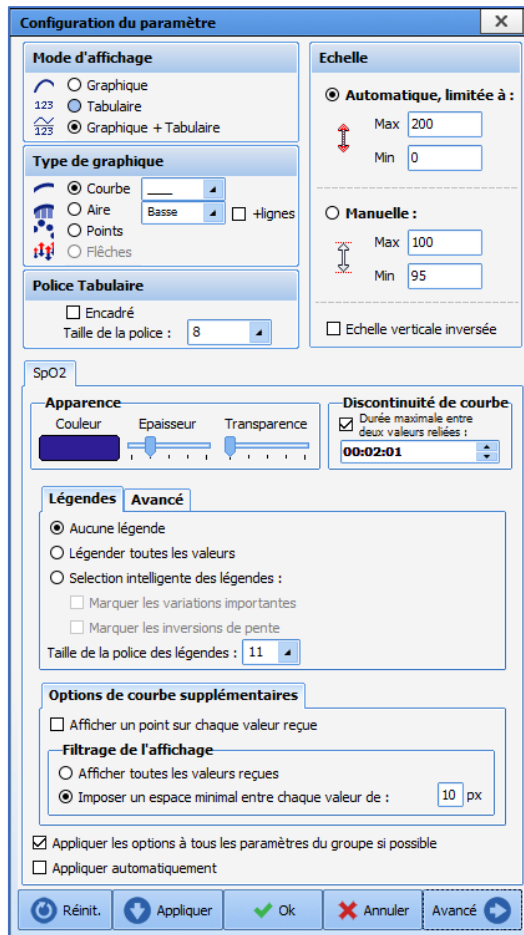 Configuration du paramètre
Mode d'affichage
Graphique
123 Tabulaire
123 Graphique + Tabulaire
Type de graphique
Courbe
Aire Basse +lignes
Points
Flêches
Police Tabulaire
Encadré
Taille de la police : 8
Echelle
Automatique, limitée à :
Max 200
Min 0
Manuelle :
Max 100
Min 95
Echelle verticale inversée
SpO2
Apparence
Couleur Epaisseur Transparence
Discontinuité de courbe
Durée maximale entre
deux valeurs reliées :
00:02:01
Légendes Avancé
Aucune légende
Légender toutes les valeurs
Selection intelligente des légendes :
Marquer les variations importantes
Marquer les inversions de pente
Taille de la police des légendes : 11
Options de courbe supplémentaires
Afficher un point sur chaque valeur reçue
Filtrage de l'affichage
Afficher toutes les valeurs reçues
Imposer un espace minimal entre chaque valeur de : 10 px
Appliquer les options à tous les paramètres du groupe si possible
Appliquer automatiquement
Réinit. Appliquer Ok Annuler Avancé